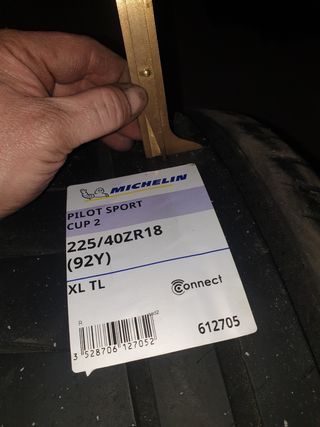 MICHELIN
PILOT SPORT
CUP 2
225/40ZR18
(92Y)
XL TL
connect
R
3 528706 127052
612705